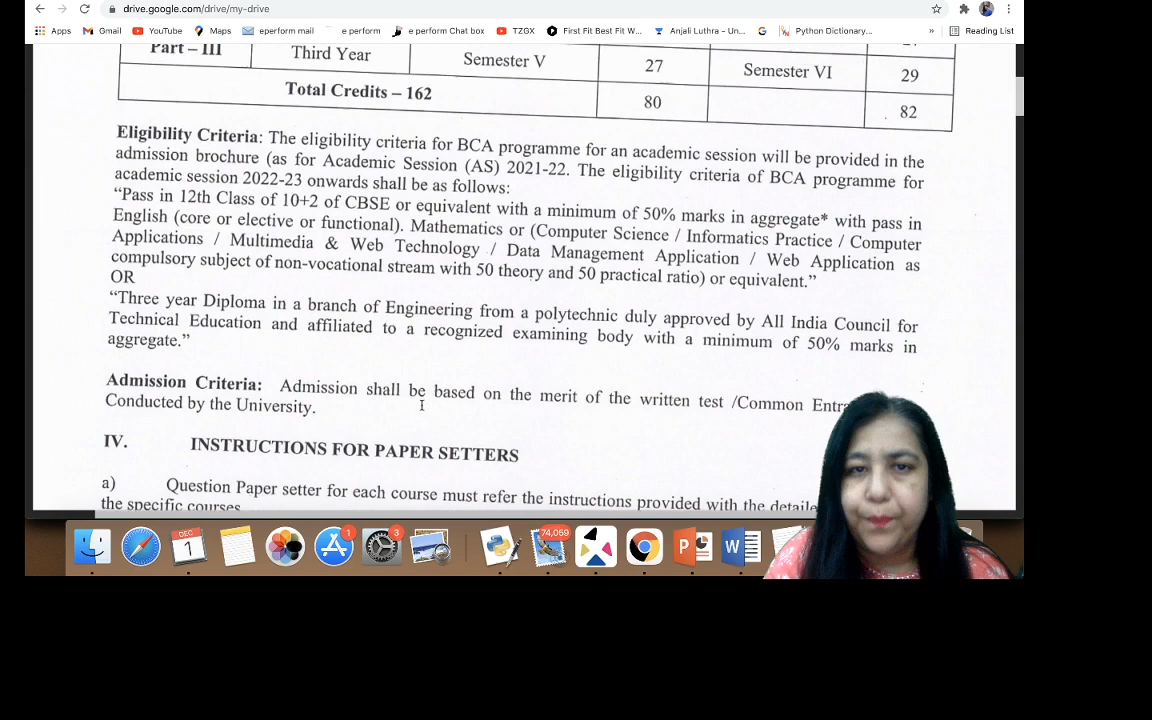 drive.google.com/drive/my-drive
Apps Gmail YouTube Maps eperform mail e perform e perform Chat box TZGX First Fit Best Fit W... Anjali Luthra - Un... Python Dictionary... » Reading List
Part – III Third Year Semester V 27 Semester VI 29
Total Credits – 162 80 82
Eligibility Criteria: The eligibility criteria for BCA programme for an academic session will be provided in the
admission brochure (as for Academic Session (AS) 2021-22. The eligibility criteria of BCA programme for
academic session 2022-23 onwards shall be as follows:
“Pass in 12th Class of 10+2 of CBSE or equivalent with a minimum of 50% marks in aggregate* with pass in
English (core or elective or functional). Mathematics or (Computer Science / Informatics Practice / Computer
Applications / Multimedia & Web Technology / Data Management Application / Web Application as
compulsory subject of non-vocational stream with 50 theory and 50 practical ratio) or equivalent.”
OR
“Three year Diploma in a branch of Engineering from a polytechnic duly approved by All India Council for
Technical Education and affiliated to a recognized examining body with a minimum of 50% marks in
aggregate.”
Admission Criteria: Admission shall be based on the merit of the written test /Common Entra
Conducted by the University.
IV. INSTRUCTIONS FOR PAPER SETTERS
a) Question Paper setter for each course must refer the instructions provided with the detaile
the specific courses
DEC
1
1
3
74,059
P
W